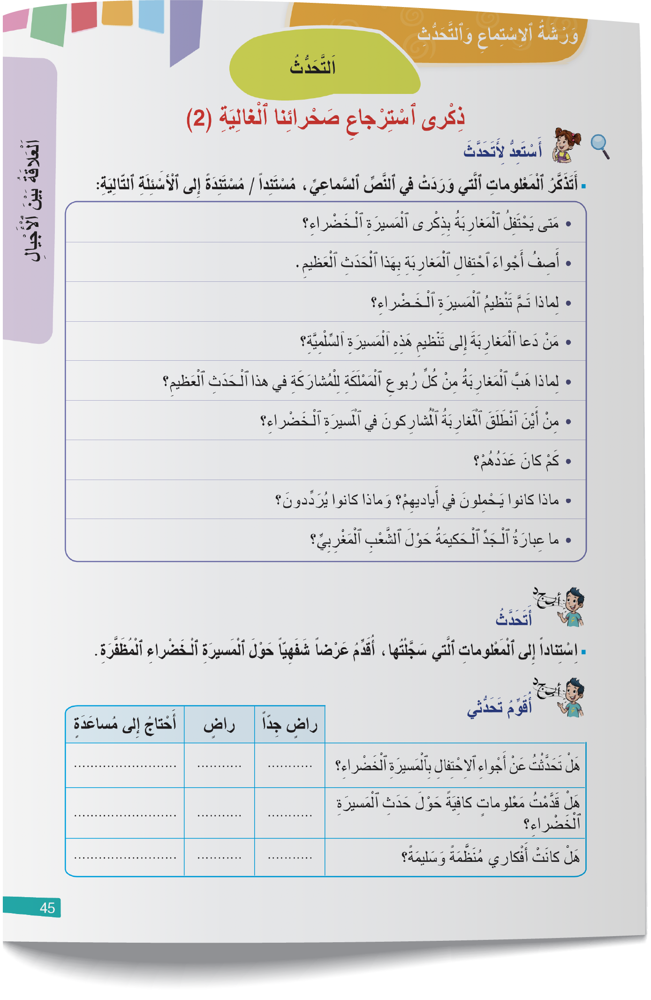 وَرْشَةُ ٱلِاسْتِماعِ وَٱلتَّحَدُّثِ
اَلتَّحَدُّثُ
ذِكْرى ٱسْتِرْجاعِ صَحْرائِنا ٱلْغالِيَةِ (2)
أَسْتَعِدُّ لِأَتَحَدَّثَ
▪ أَتَذَكَّرُ ٱلْمَعْلوماتِ ٱلَّتي وَرَدَتْ في ٱلنَّصِّ ٱلسَّماعِيِّ، مُسْتَنِداً / مُسْتَنِدَةً إِلى ٱلْأَسْئِلَةِ ٱلتّالِيَةِ:
• مَتى يَحْتَفِلُ ٱلْمَغارِبَةُ بِذِكْرى ٱلْمَسيرَةِ ٱلْخَضْراءِ؟
• أَصِفُ أَجْواءَ ٱحْتِفالِ ٱلْمَغارِبَةِ بِهَذا ٱلْحَدَثِ ٱلْعَظيمِ.
• لِماذا تَمَّ تَنْظيمُ ٱلْمَسيرَةِ ٱلْخَضْراءِ؟
• مَنْ دَعا ٱلْمَغارِبَةَ إِلى تَنْظيمِ هَذِهِ ٱلْمَسيرَةِ ٱلسِّلْمِيَّةِ؟
• لِماذا هَبَّ ٱلْمَغارِبَةُ مِنْ كُلِّ رُبوعِ ٱلْمَمْلَكَةِ لِلْمُشارَكَةِ في هذا ٱلْحَدَثِ ٱلْعَظيمِ؟
• مِنْ أَيْنَ ٱنْطَلَقَ ٱلْمَغارِبَةُ ٱلْمُشارِكونَ في ٱلْمَسيرَةِ ٱلْخَضْراءِ؟
• كَمْ كانَ عَدَدُهُمْ؟
• ماذا كانوا يَحْمِلونَ في أَياديهِمْ؟ وَماذا كانوا يُرَدِّدونَ؟
• ما عِبارَةُ ٱلْجَدِّ ٱلْحَكيمَةُ حَوْلَ ٱلشَّعْبِ ٱلْمَغْرِبِيِّ؟
أ ب ج د
أَتَحَدَّثُ
▪ اِسْتِناداً إِلى ٱلْمَعْلوماتِ ٱلَّتي سَجَّلْتُها، أُقَدِّمُ عَرْضاً شَفَهِيّاً حَوْلَ ٱلْمَسيرَةِ ٱلْخَضْراءِ ٱلْمُظَفَّرَةِ.
أ ب ج د
أُقَوِّمُ تَحَدُّثي
راضٍ جِدّاً راضٍ أَحْتاجُ إِلى مُساعَدَةٍ
هَلْ تَحَدَّثْتُ عَنْ أَجْواءِ ٱلِاحْتِفالِ بِٱلْمَسيرَةِ ٱلْخَضْراءِ؟ ........... ........... .........................
هَلْ قَدَّمْتُ مَعْلوماتٍ كافِيَةً حَوْلَ حَدَثِ ٱلْمَسيرَةِ
ٱلْخَضْراءِ؟ ........... ........... .........................
هَلْ كانَتْ أَفْكاري مُنَظَّمَةً وَسَليمَةً؟ ........... ........... .........................
اَلْعَلاقَةُ بَيْنَ ٱلْأَجْيالِ
45